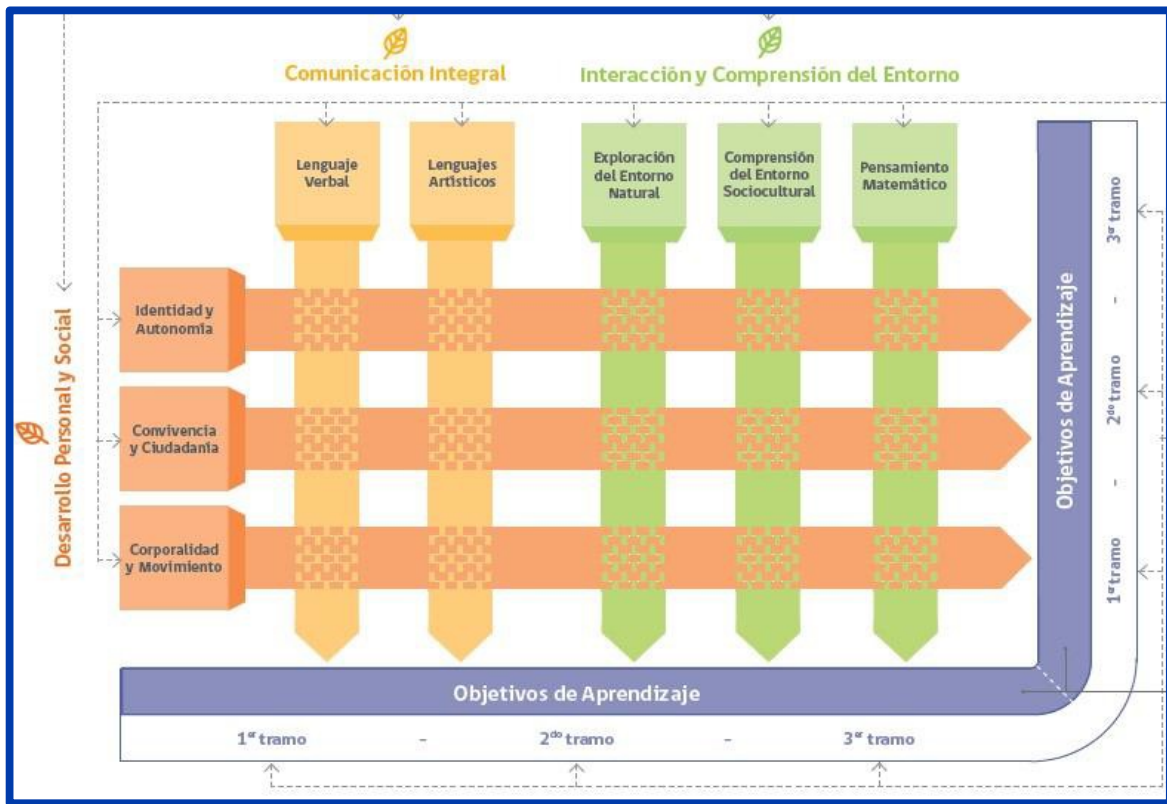 Comunicación Integral
Interacción y Comprensión del Entorno
Lenguaje
Verbal
Lenguajes
Artísticos
Exploración
del Entorno
Natural
Comprensión
del Entorno
Sociocultural
Pensamiento
Matemático
Desarrollo Personal y Social
Identidad y
Autonomía
Convivencia
y Ciudadanía
Corporalidad
y Movimiento
Objetivos de Aprendizaje
3er tramo
–
2do tramo
–
1er tramo
Objetivos de Aprendizaje
1er tramo – 2do tramo – 3er tramo